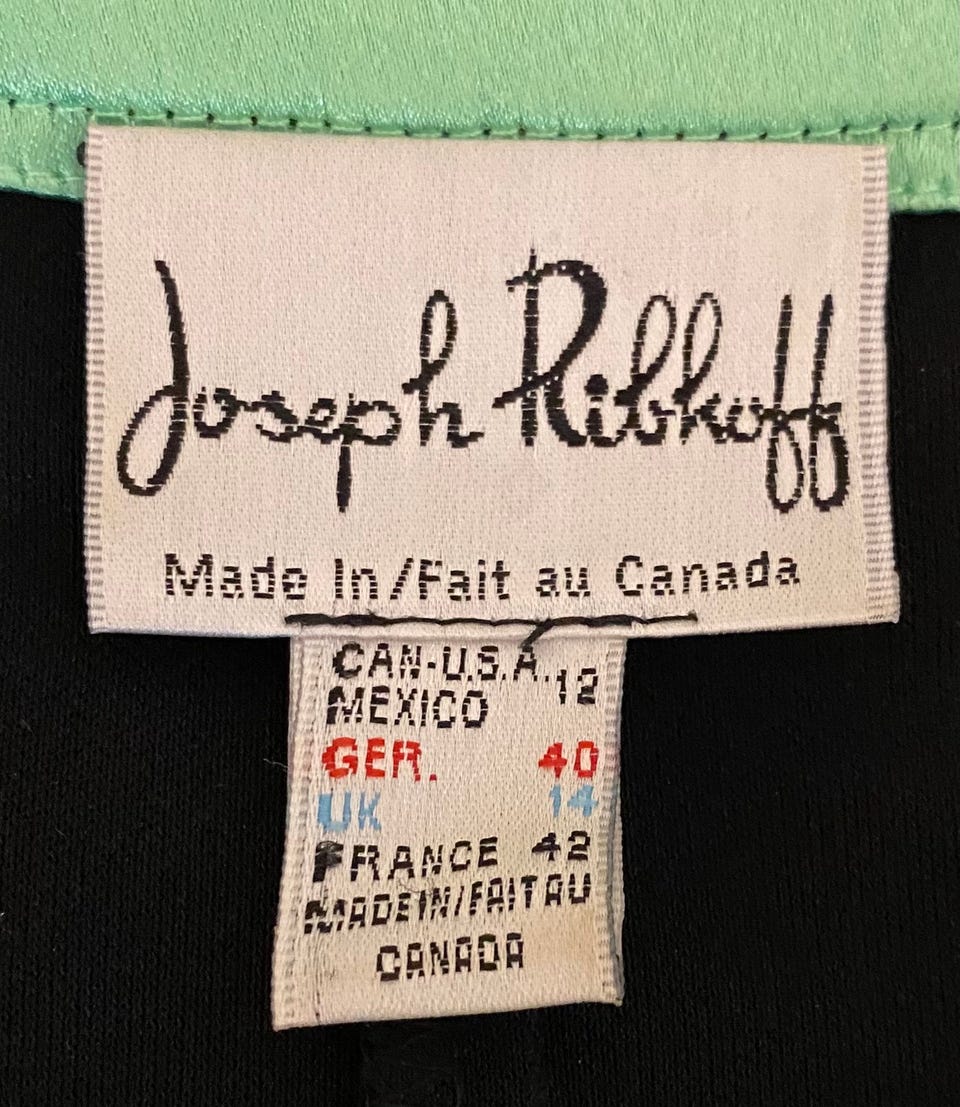 Joseph Ribkoff
Made In/Fait au Canada
CAN-U.S.A. 12
MEXICO
GER. 40
UK 14
FRANCE 42
MADE IN/FAIT AU
CANADA